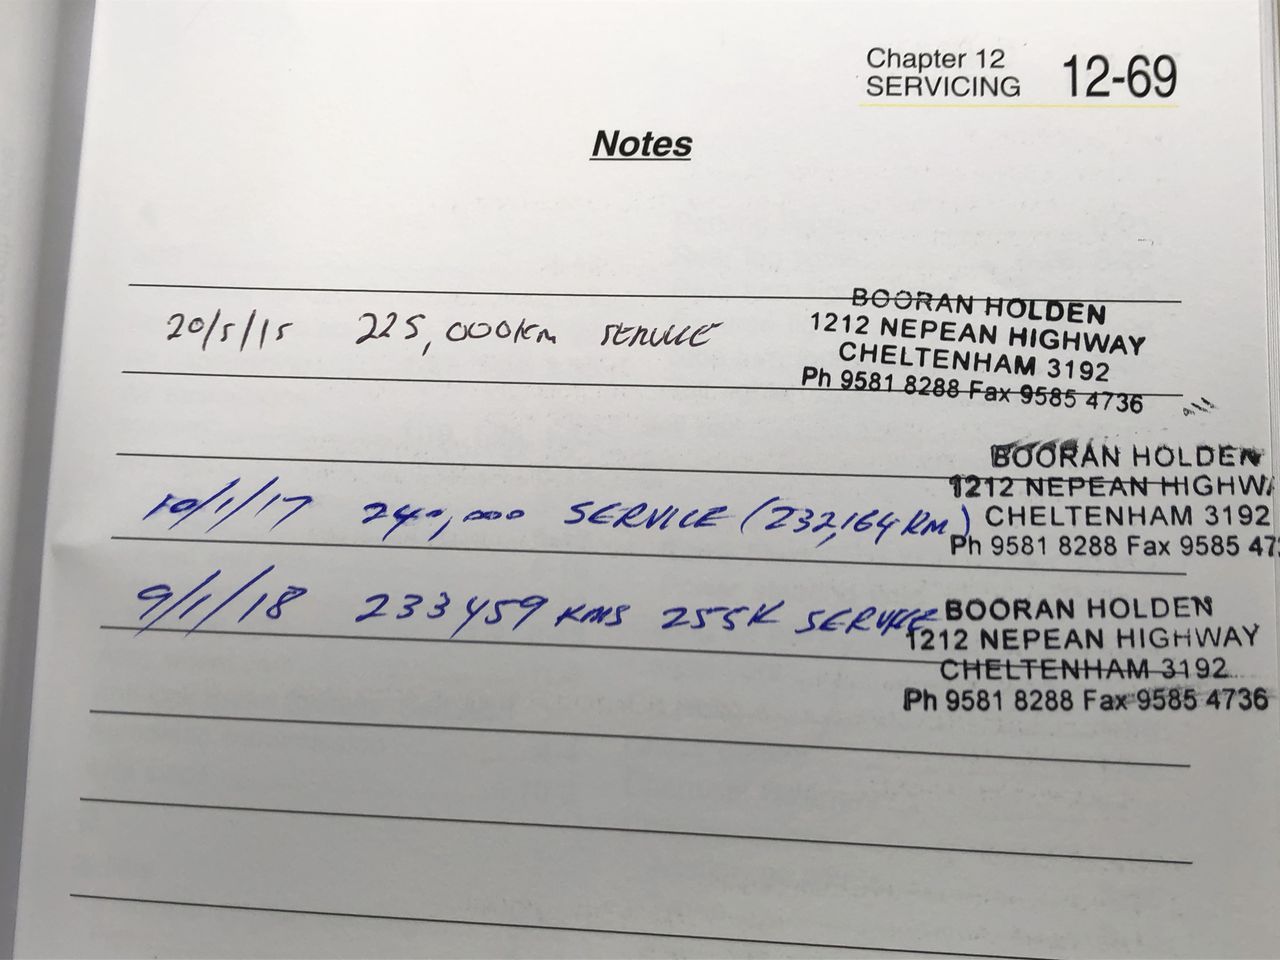 Chapter 12
SERVICING 12-69
Notes
20/5/15 225,000km SERVICE
BOORAN HOLDEN
1212 NEPEAN HIGHWAY
CHELTENHAM 3192
Ph 9581 8288 Fax 9585 4736
10/1/17 240,000 SERVICE (232,164 KM)
BOORAN HOLDEN
1212 NEPEAN HIGHW
CHELTENHAM 3192
Ph 9581 8288 Fax 9585 473
9/1/18 233459 KMS 255K SERVICE
BOORAN HOLDEN
1212 NEPEAN HIGHWAY
CHELTENHAM 3192
Ph 9581 8288 Fax 9585 4736